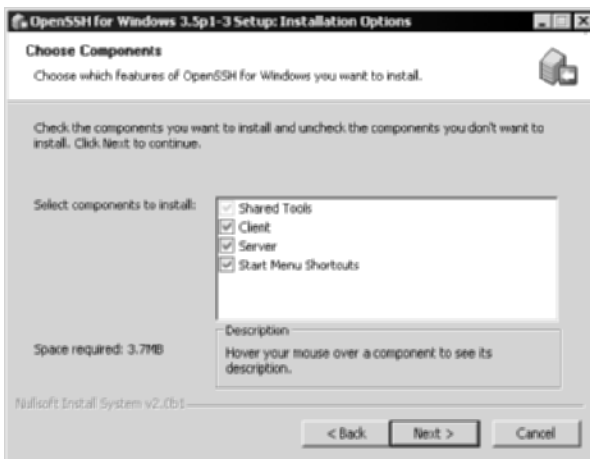 OpenSSH for Windows 3.5p1-3 Setup: Installation Options
Choose Components
Choose which features of OpenSSH for Windows you want to install.
Check the components you want to install and uncheck the components you don't want to
install. Click Next to continue.
Select components to install:
Shared Tools
Client
Server
Start Menu Shortcuts
Space required: 3.7MB
Description
Hover your mouse over a component to see its
description.
Nullsoft Install System v2.0b1
< Back
Next >
Cancel